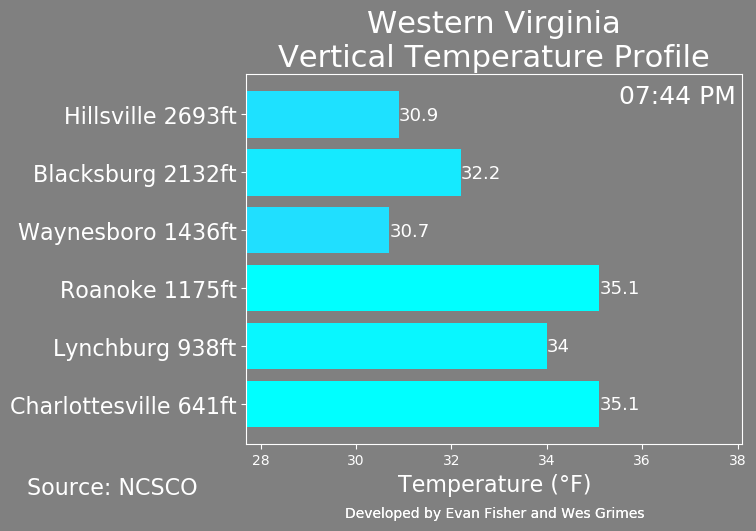 Western Virginia
Vertical Temperature Profile
07:44 PM
Hillsville 2693ft
30.9
Blacksburg 2132ft
32.2
Waynesboro 1436ft
30.7
Roanoke 1175ft
35.1
Lynchburg 938ft
34
Charlottesville 641ft
35.1
28 30 32 34 36 38
Temperature (°F)
Source: NCSCO
Developed by Evan Fisher and Wes Grimes